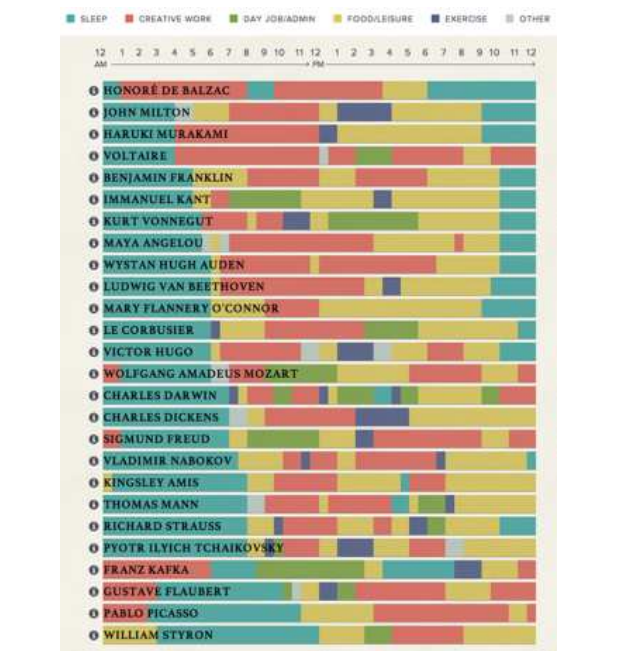 SLEEP CREATIVE WORK DAY JOB/ADMIN FOOD/LEISURE EXERCISE OTHER
12 1 2 3 4 5 6 7 8 9 10 11 12 1 2 3 4 5 6 7 8 9 10 11 12
AM PM
HONORÉ DE BALZAC
JOHN MILTON
HARUKI MURAKAMI
VOLTAIRE
BENJAMIN FRANKLIN
IMMANUEL KANT
KURT VONNEGUT
MAYA ANGELOU
WYSTAN HUGH AUDEN
LUDWIG VAN BEETHOVEN
MARY FLANNERY O'CONNOR
LE CORBUSIER
VICTOR HUGO
WOLFGANG AMADEUS MOZART
CHARLES DARWIN
CHARLES DICKENS
SIGMUND FREUD
VLADIMIR NABOKOV
KINGSLEY AMIS
THOMAS MANN
RICHARD STRAUSS
PYOTR ILYICH TCHAIKOVSKY
FRANZ KAFKA
GUSTAVE FLAUBERT
PABLO PICASSO
WILLIAM STYRON